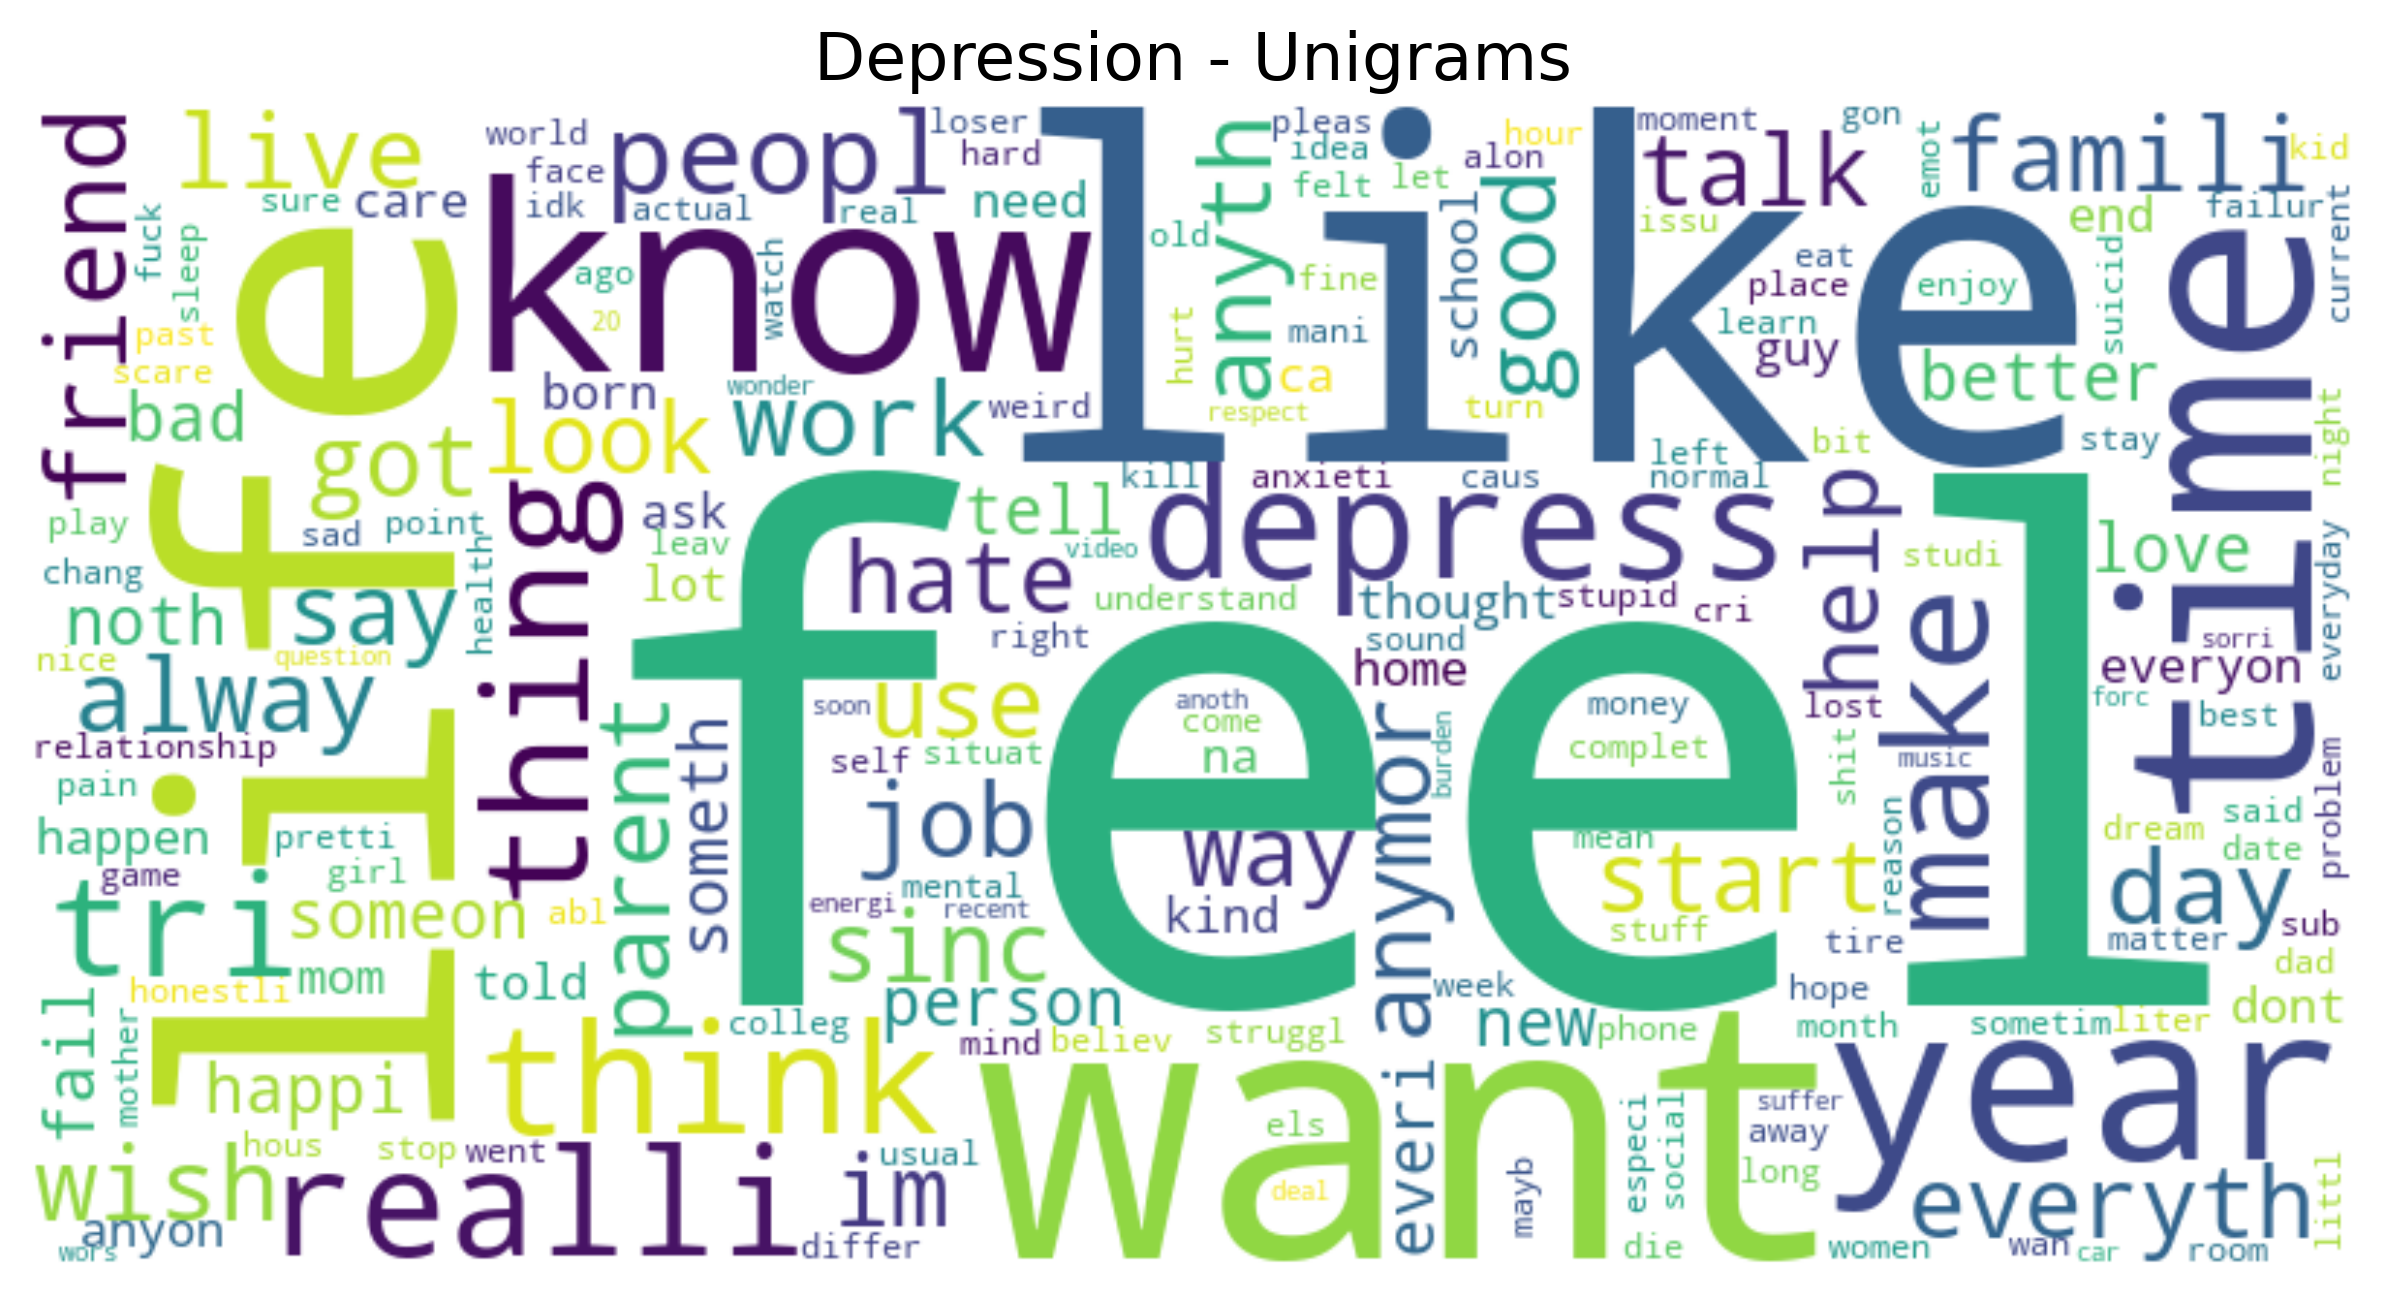 Depression - Unigrams
friend
live
world
peopl
loser
hard
like
anyth
pleas
idea
felt
let
hour
alon
moment
talk
gon
emot
famili
kid
face
idk
care
sure
fuck
sleep
know
actual
real
need
old
good
school
issu
end
failur
current
time
life
ago
20
watch
fine
mani
hurt
eat
place
enjoy
learn
guy
suicid
past
scare
bad
born
wonder
work
weird
ca
respect
turn
better
look
got
left
normal
bit
stay
night
kill
anxieti
caus
depress
help
play
sad
point
thing
ask
leav
lot
tell
hate
video
feel
studi
love
chang
health
noth
say
understand
thought
stupid
cri
make
everyday
right
sound
home
sorri
everyon
nice
question
alway
use
soon
anoth
come
na
money
lost
forc
best
relationship
parent
someth
self
situat
anymor
burden
complet
shit
music
pain
happen
pretti
job
way
mean
reason
dream
said
date
problem
game
girl
mental
start
day
tri
someon
abl
energi
recent
kind
stuff
sinc
tire
matter
sub
honestli
mom
told
person
week
hope
dad
fail
mother
colleg
mind
believ
struggl
new
phone
month
sometim
liter
dont
happi
think
want
everi
year
els
especi
social
suffer
away
wish
hous
stop
went
usual
im
realli
deal
mayb
long
everyth
littl
anyon
wors
differ
die
women
wan
car
room